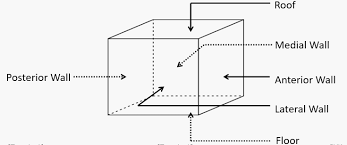 Roof
Medial Wall
Posterior Wall
Anterior Wall
Lateral Wall
Floor